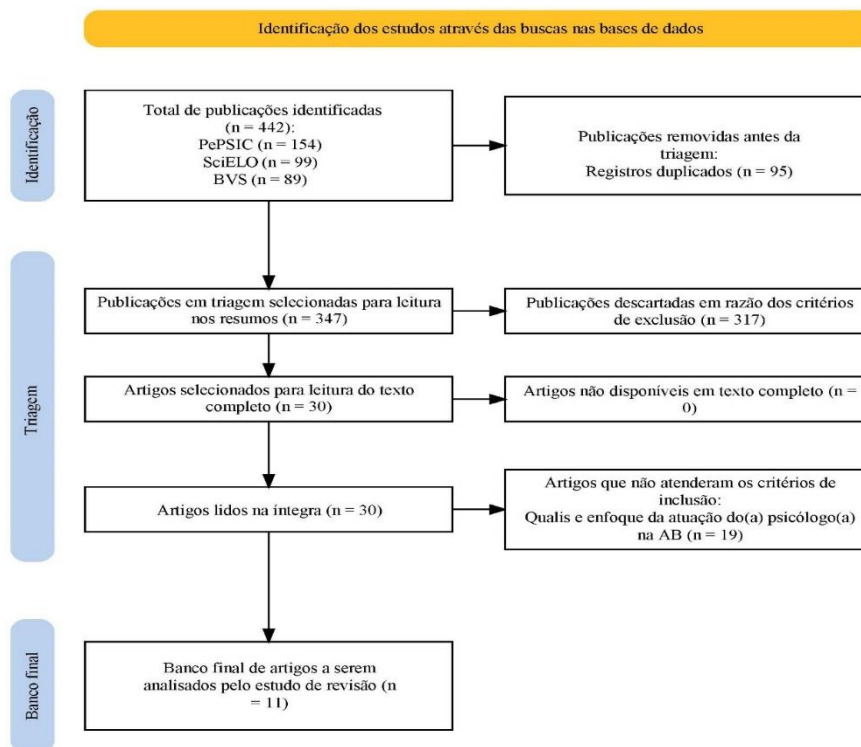 Identificação dos estudos através das buscas nas bases de dados
Identificação
Total de publicações identificadas
(n = 442):
PePSIC (n = 154)
SciELO (n = 99)
BVS (n = 89)
Publicações removidas antes da
triagem:
Registros duplicados (n = 95)
Triagem
Publicações em triagem selecionadas para leitura
nos resumos (n = 347)
Publicações descartadas em razão dos critérios
de exclusão (n = 317)
Artigos selecionados para leitura do texto
completo (n = 30)
Artigos não disponíveis em texto completo (n =
0)
Artigos lidos na íntegra (n = 30)
Artigos que não atenderam os critérios de
inclusão:
Qualis e enfoque da atuação do(a) psicólogo(a)
na AB (n = 19)
Banco final
Banco final de artigos a serem
analisados pelo estudo de revisão (n
= 11)